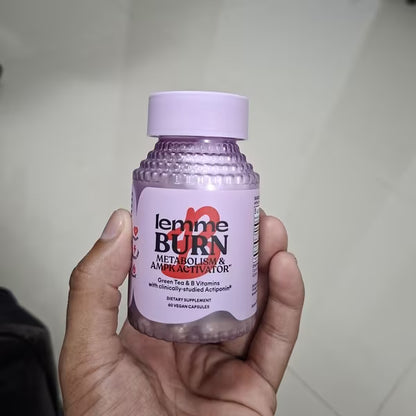 lemme
BURN
METABOLISM &
AMPK ACTIVATOR**
Green Tea & B Vitamins
with clinically-studied Actiponin®
DIETARY SUPPLEMENT
60 VEGAN CAPSULES